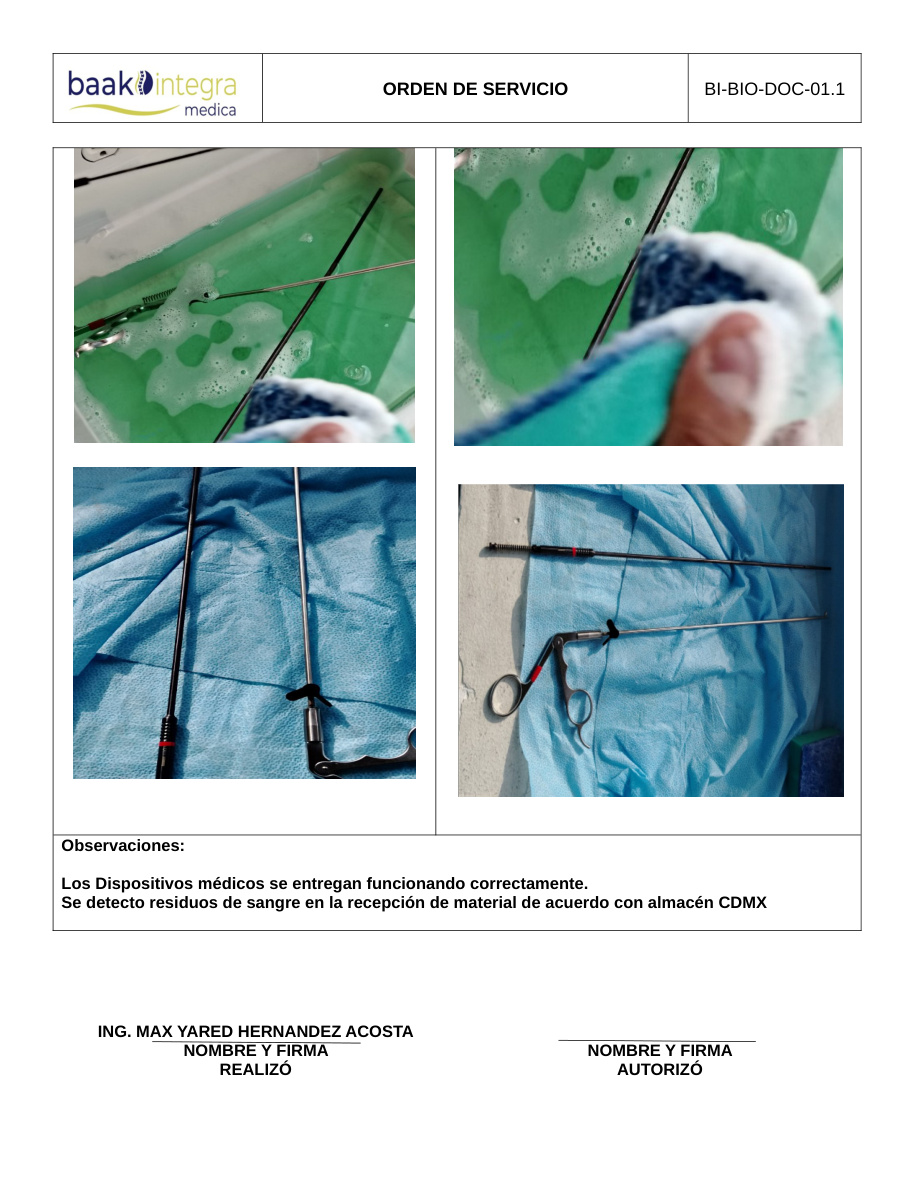 baak integra
medica
ORDEN DE SERVICIO
BI-BIO-DOC-01.1
Observaciones:
Los Dispositivos médicos se entregan funcionando correctamente.
Se detecto residuos de sangre en la recepción de material de acuerdo con almacén CDMX
ING. MAX YARED HERNANDEZ ACOSTA
NOMBRE Y FIRMA
REALIZÓ
NOMBRE Y FIRMA
AUTORIZÓ